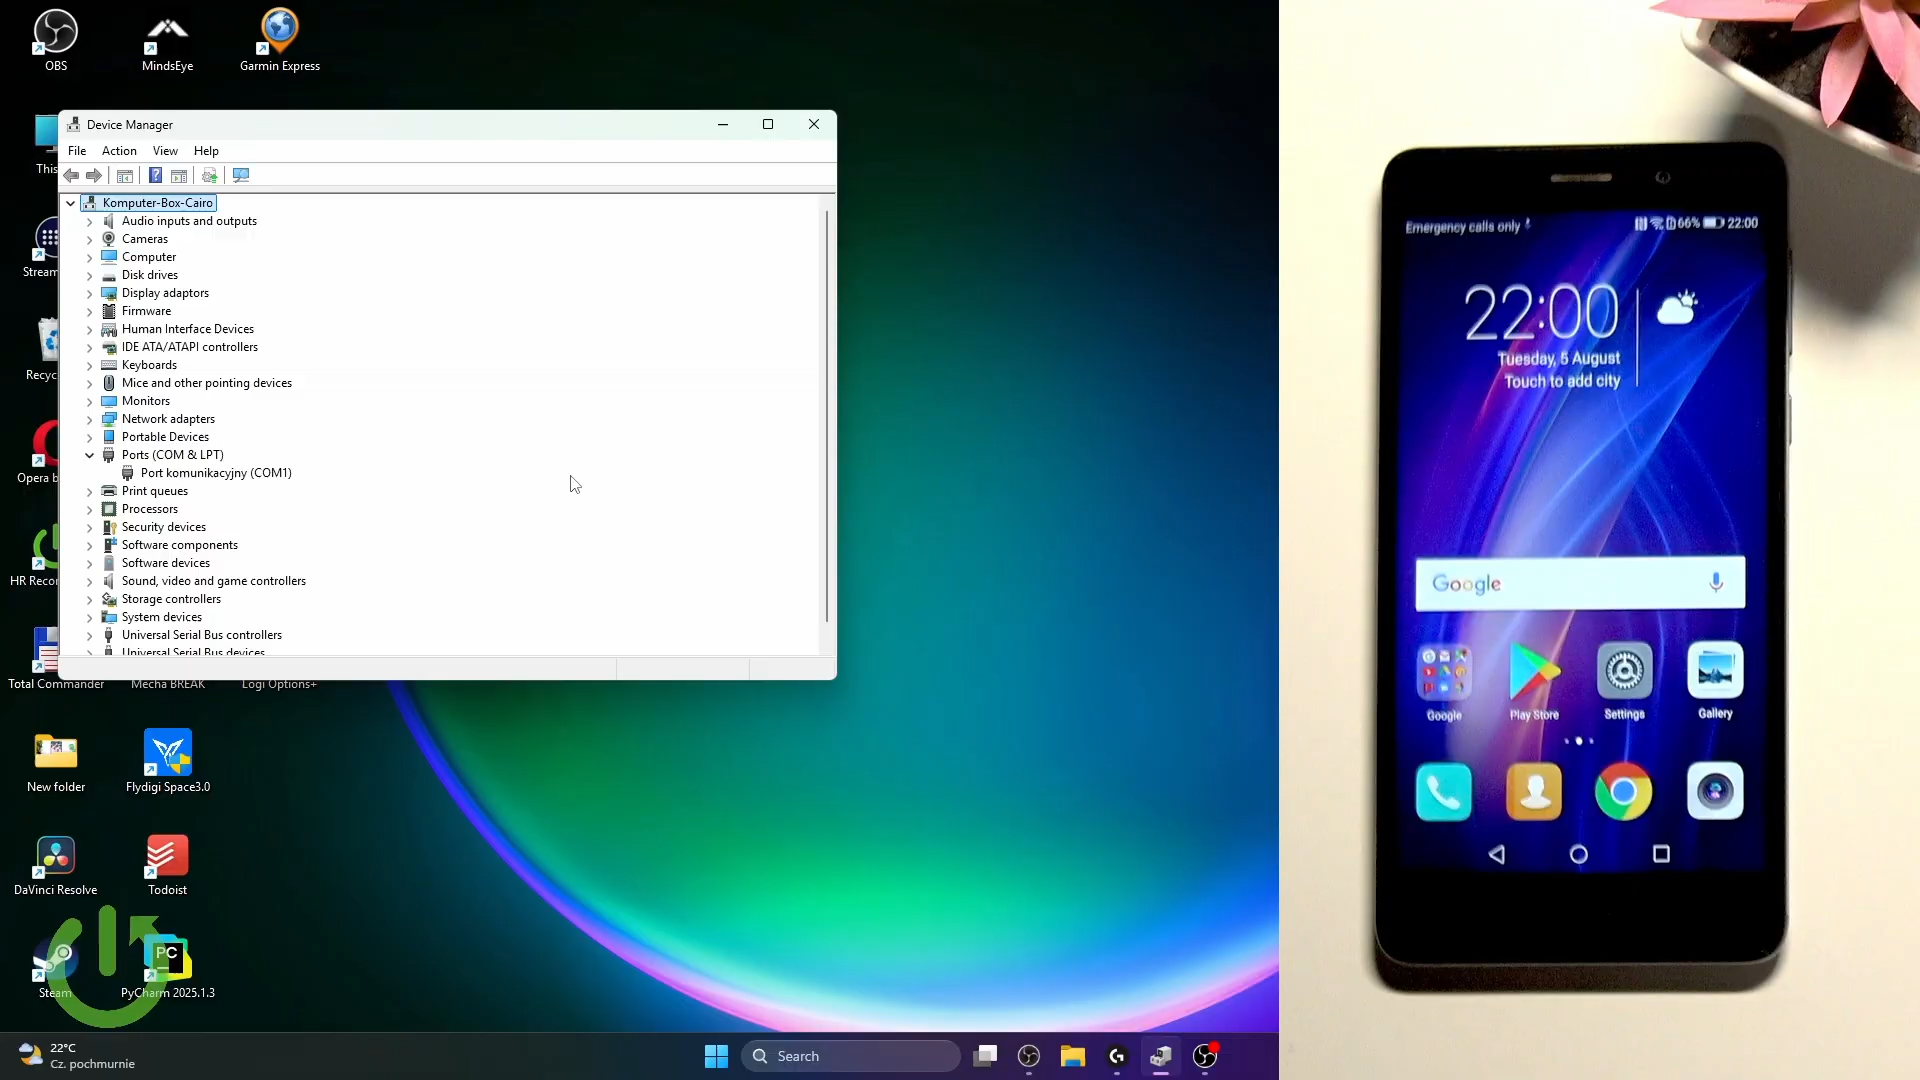 OBS
MindsEye
Garmin Express
This
Stream
Recyc
Opera b
HR Recor
Total Commander
Mecha BREAK
Logi Options+
New folder
Flydigi Space3.0
DaVinci Resolve
Todoist
Steam
PC
PyCharm 2025.1.3
Device Manager
File
Action
View
Help
Komputer-Box-Cairo
Audio inputs and outputs
Cameras
Computer
Disk drives
Display adaptors
Firmware
Human Interface Devices
IDE ATA/ATAPI controllers
Keyboards
Mice and other pointing devices
Monitors
Network adapters
Portable Devices
Ports (COM & LPT)
Port komunikacyjny (COM1)
Print queues
Processors
Security devices
Software components
Software devices
Sound, video and game controllers
Storage controllers
System devices
Universal Serial Bus controllers
Universal Serial Bus devices
22°C
Cz. pochmurnie
Search
Emergency calls only
66%
22:00
22:00
Tuesday, 5 August
Touch to add city
Google
Google
Play Store
Settings
Gallery